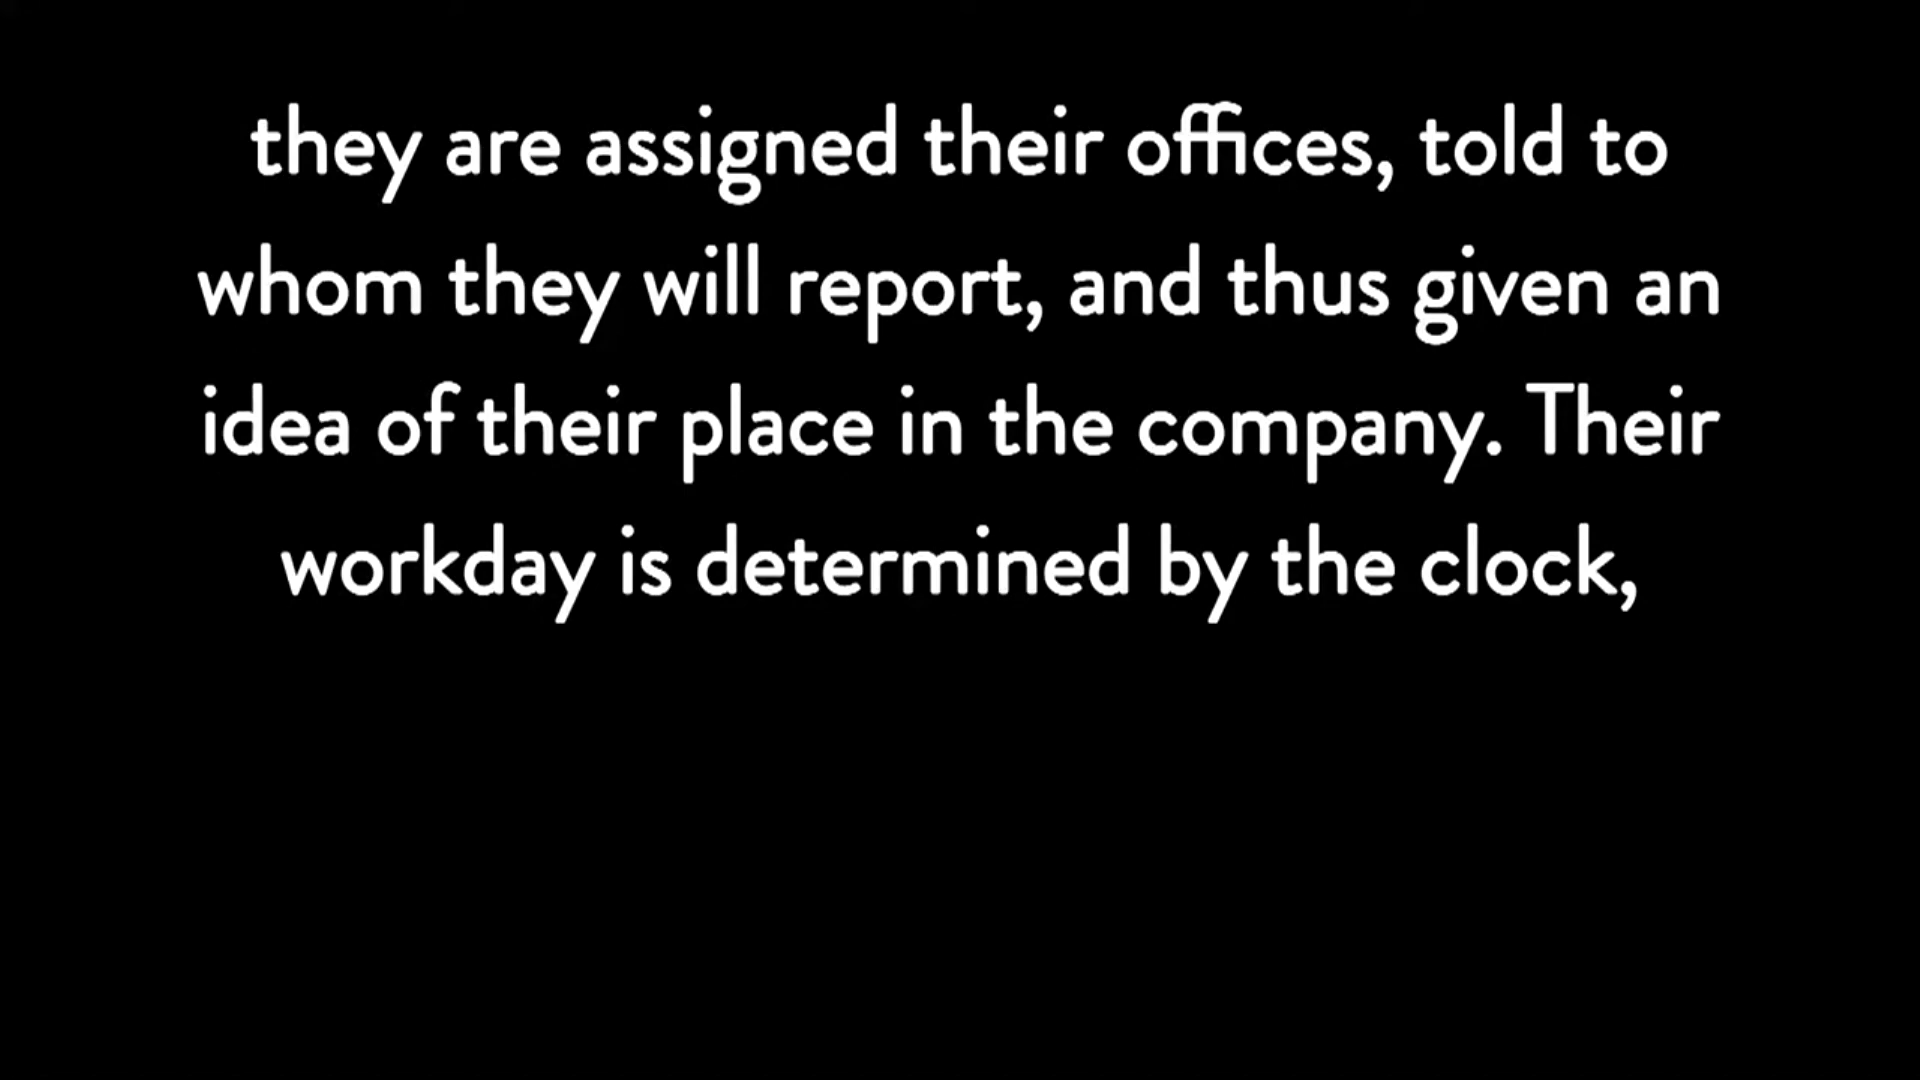 they are assigned their offices, told to
whom they will report, and thus given an
idea of their place in the company. Their
workday is determined by the clock,